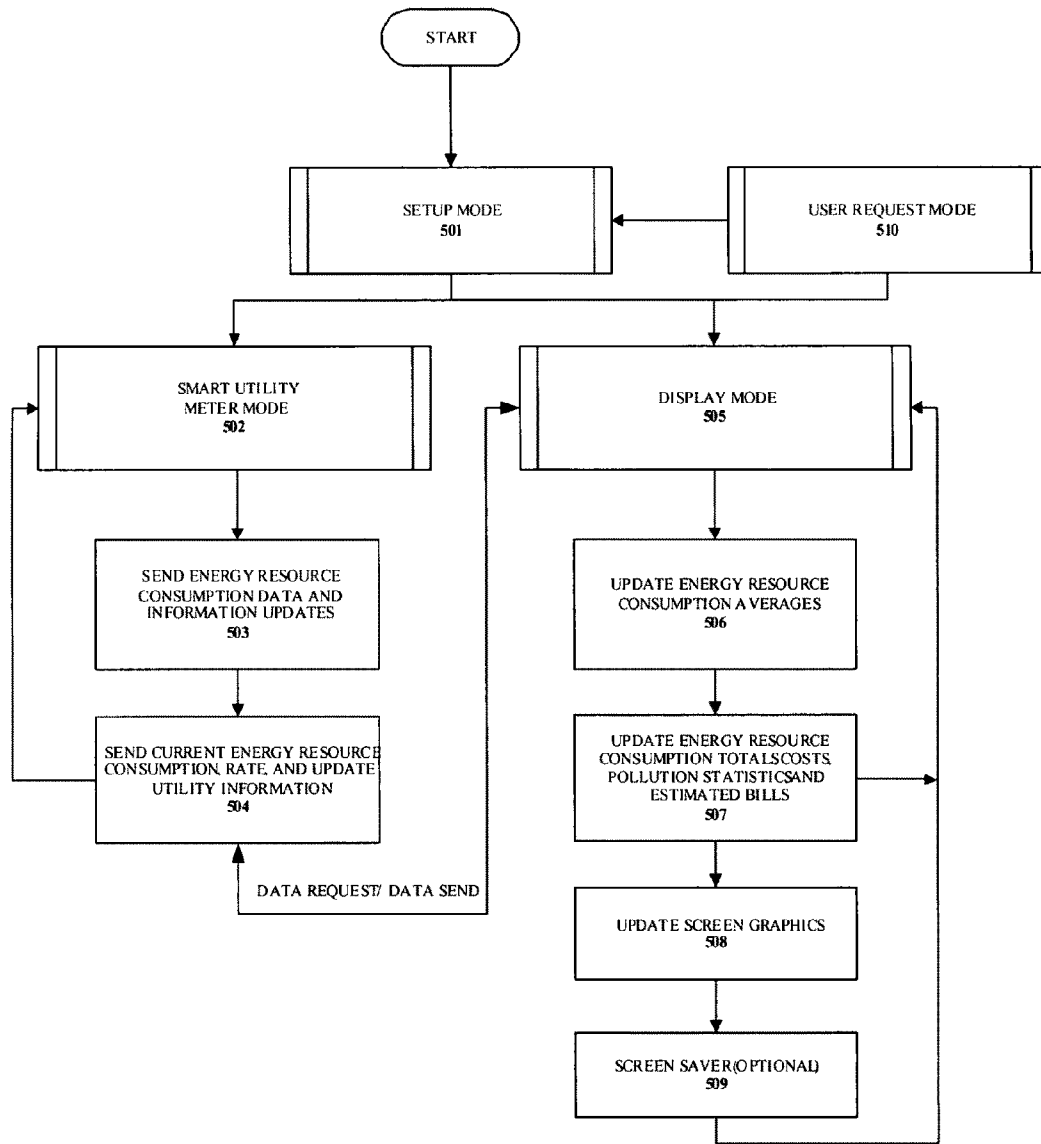 START
SETUP MODE
501
USER REQUEST MODE
510
SMART UTILITY
METER MODE
502
DISPLAY MODE
505
SEND ENERGY RESOURCE
CONSUMPTION DATA AND
INFORMATION UPDATES
503
UPDATE ENERGY RESOURCE
CONSUMPTION AVERAGES
506
SEND CURRENT ENERGY RESOURCE
CONSUMPTION, RATE, AND UPDATE
UTILITY INFORMATION
504
UPDATE ENERGY RESOURCE
CONSUMPTION TOTALSCOSTS,
POLLUTION STATISTICSAND
ESTIMATED BILLS
507
DATA REQUEST/ DATA SEND
UPDATE SCREEN GRAPHICS
508
SCREEN SAVER(OPTIONAL)
509